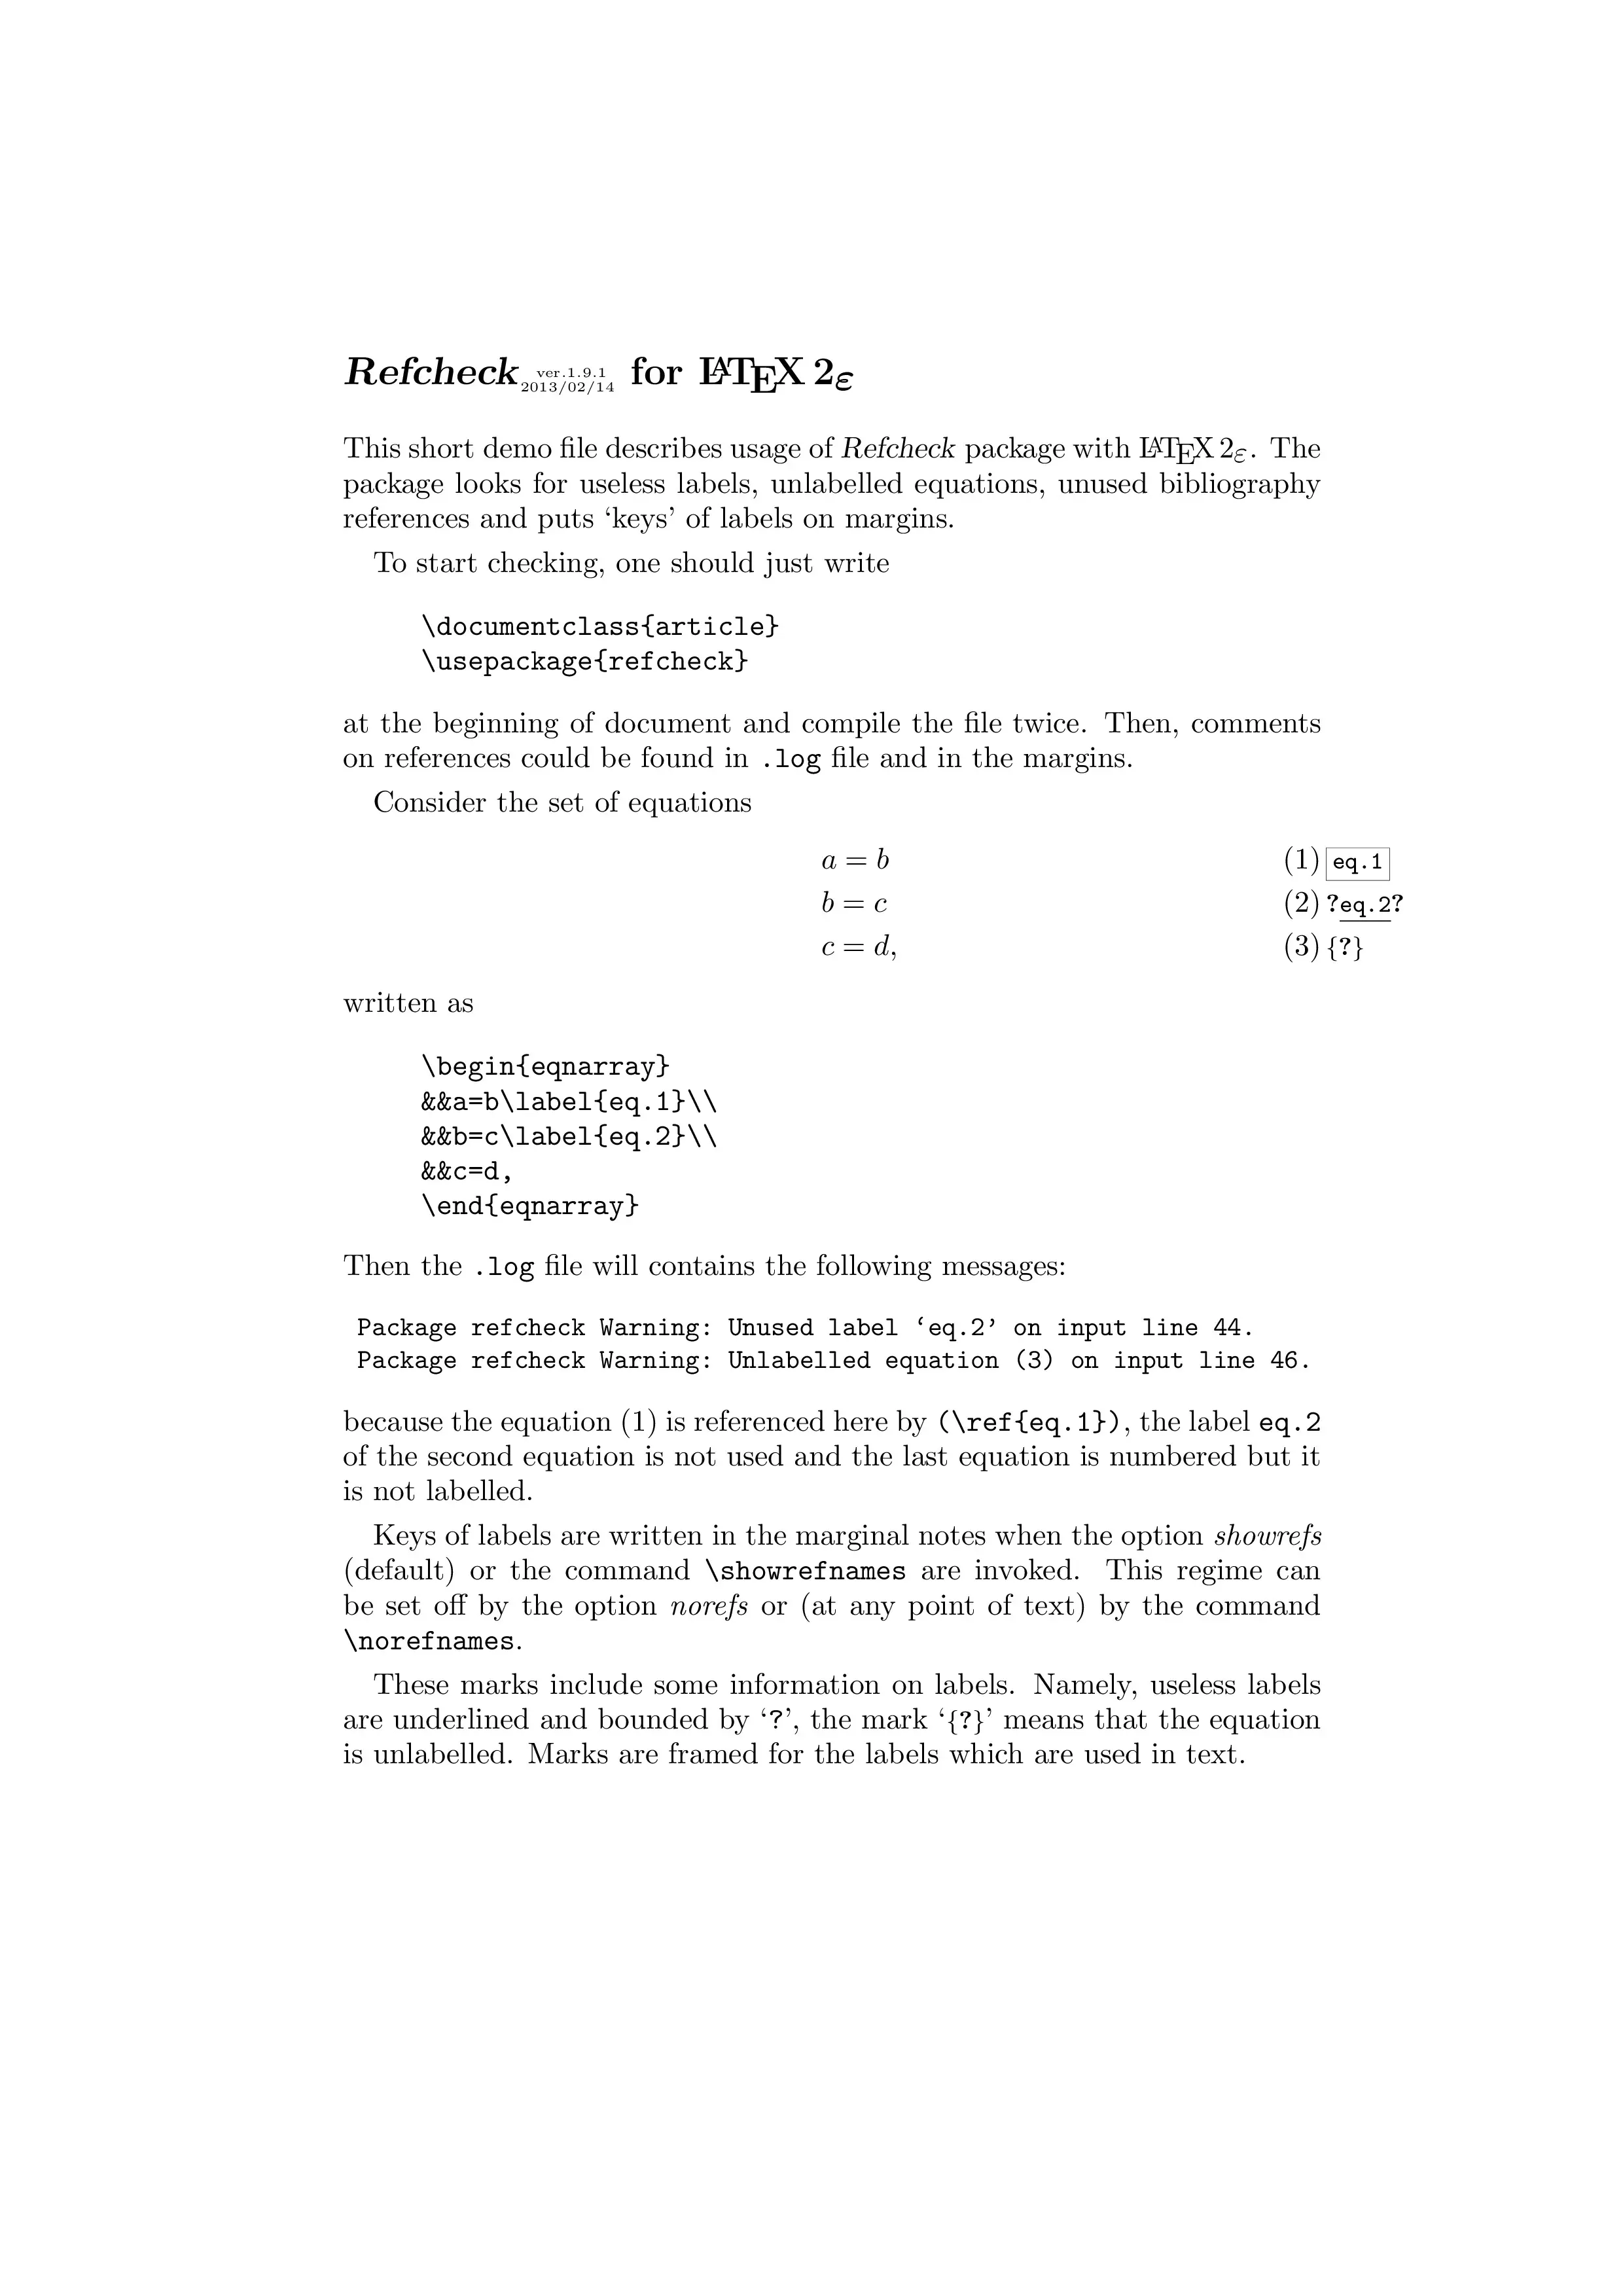 Refcheck ver.1.9.1 2013/02/14 for LATEX 2ε
This short demo file describes usage of Refcheck package with LATEX 2ε. The
package looks for useless labels, unlabelled equations, unused bibliography
references and puts ‘keys’ of labels on margins.
To start checking, one should just write
\documentclass{article}
\usepackage{refcheck}
at the beginning of document and compile the file twice. Then, comments
on references could be found in .log file and in the margins.
Consider the set of equations
a = b (1) eq.1
b = c (2) ?eq.2?
c = d, (3) {?}
written as
\begin{eqnarray}
&&a=b\label{eq.1}\\
&&b=c\label{eq.2}\\
&&c=d,
\end{eqnarray}
Then the .log file will contains the following messages:
Package refcheck Warning: Unused label ‘eq.2’ on input line 44.
Package refcheck Warning: Unlabelled equation (3) on input line 46.
because the equation (1) is referenced here by (\ref{eq.1}), the label eq.2
of the second equation is not used and the last equation is numbered but it
is not labelled.
Keys of labels are written in the marginal notes when the option showrefs
(default) or the command \showrefnames are invoked. This regime can
be set off by the option norefs or (at any point of text) by the command
\norefnames.
These marks include some information on labels. Namely, useless labels
are underlined and bounded by ‘?’, the mark ‘{?}’ means that the equation
is unlabelled. Marks are framed for the labels which are used in text.